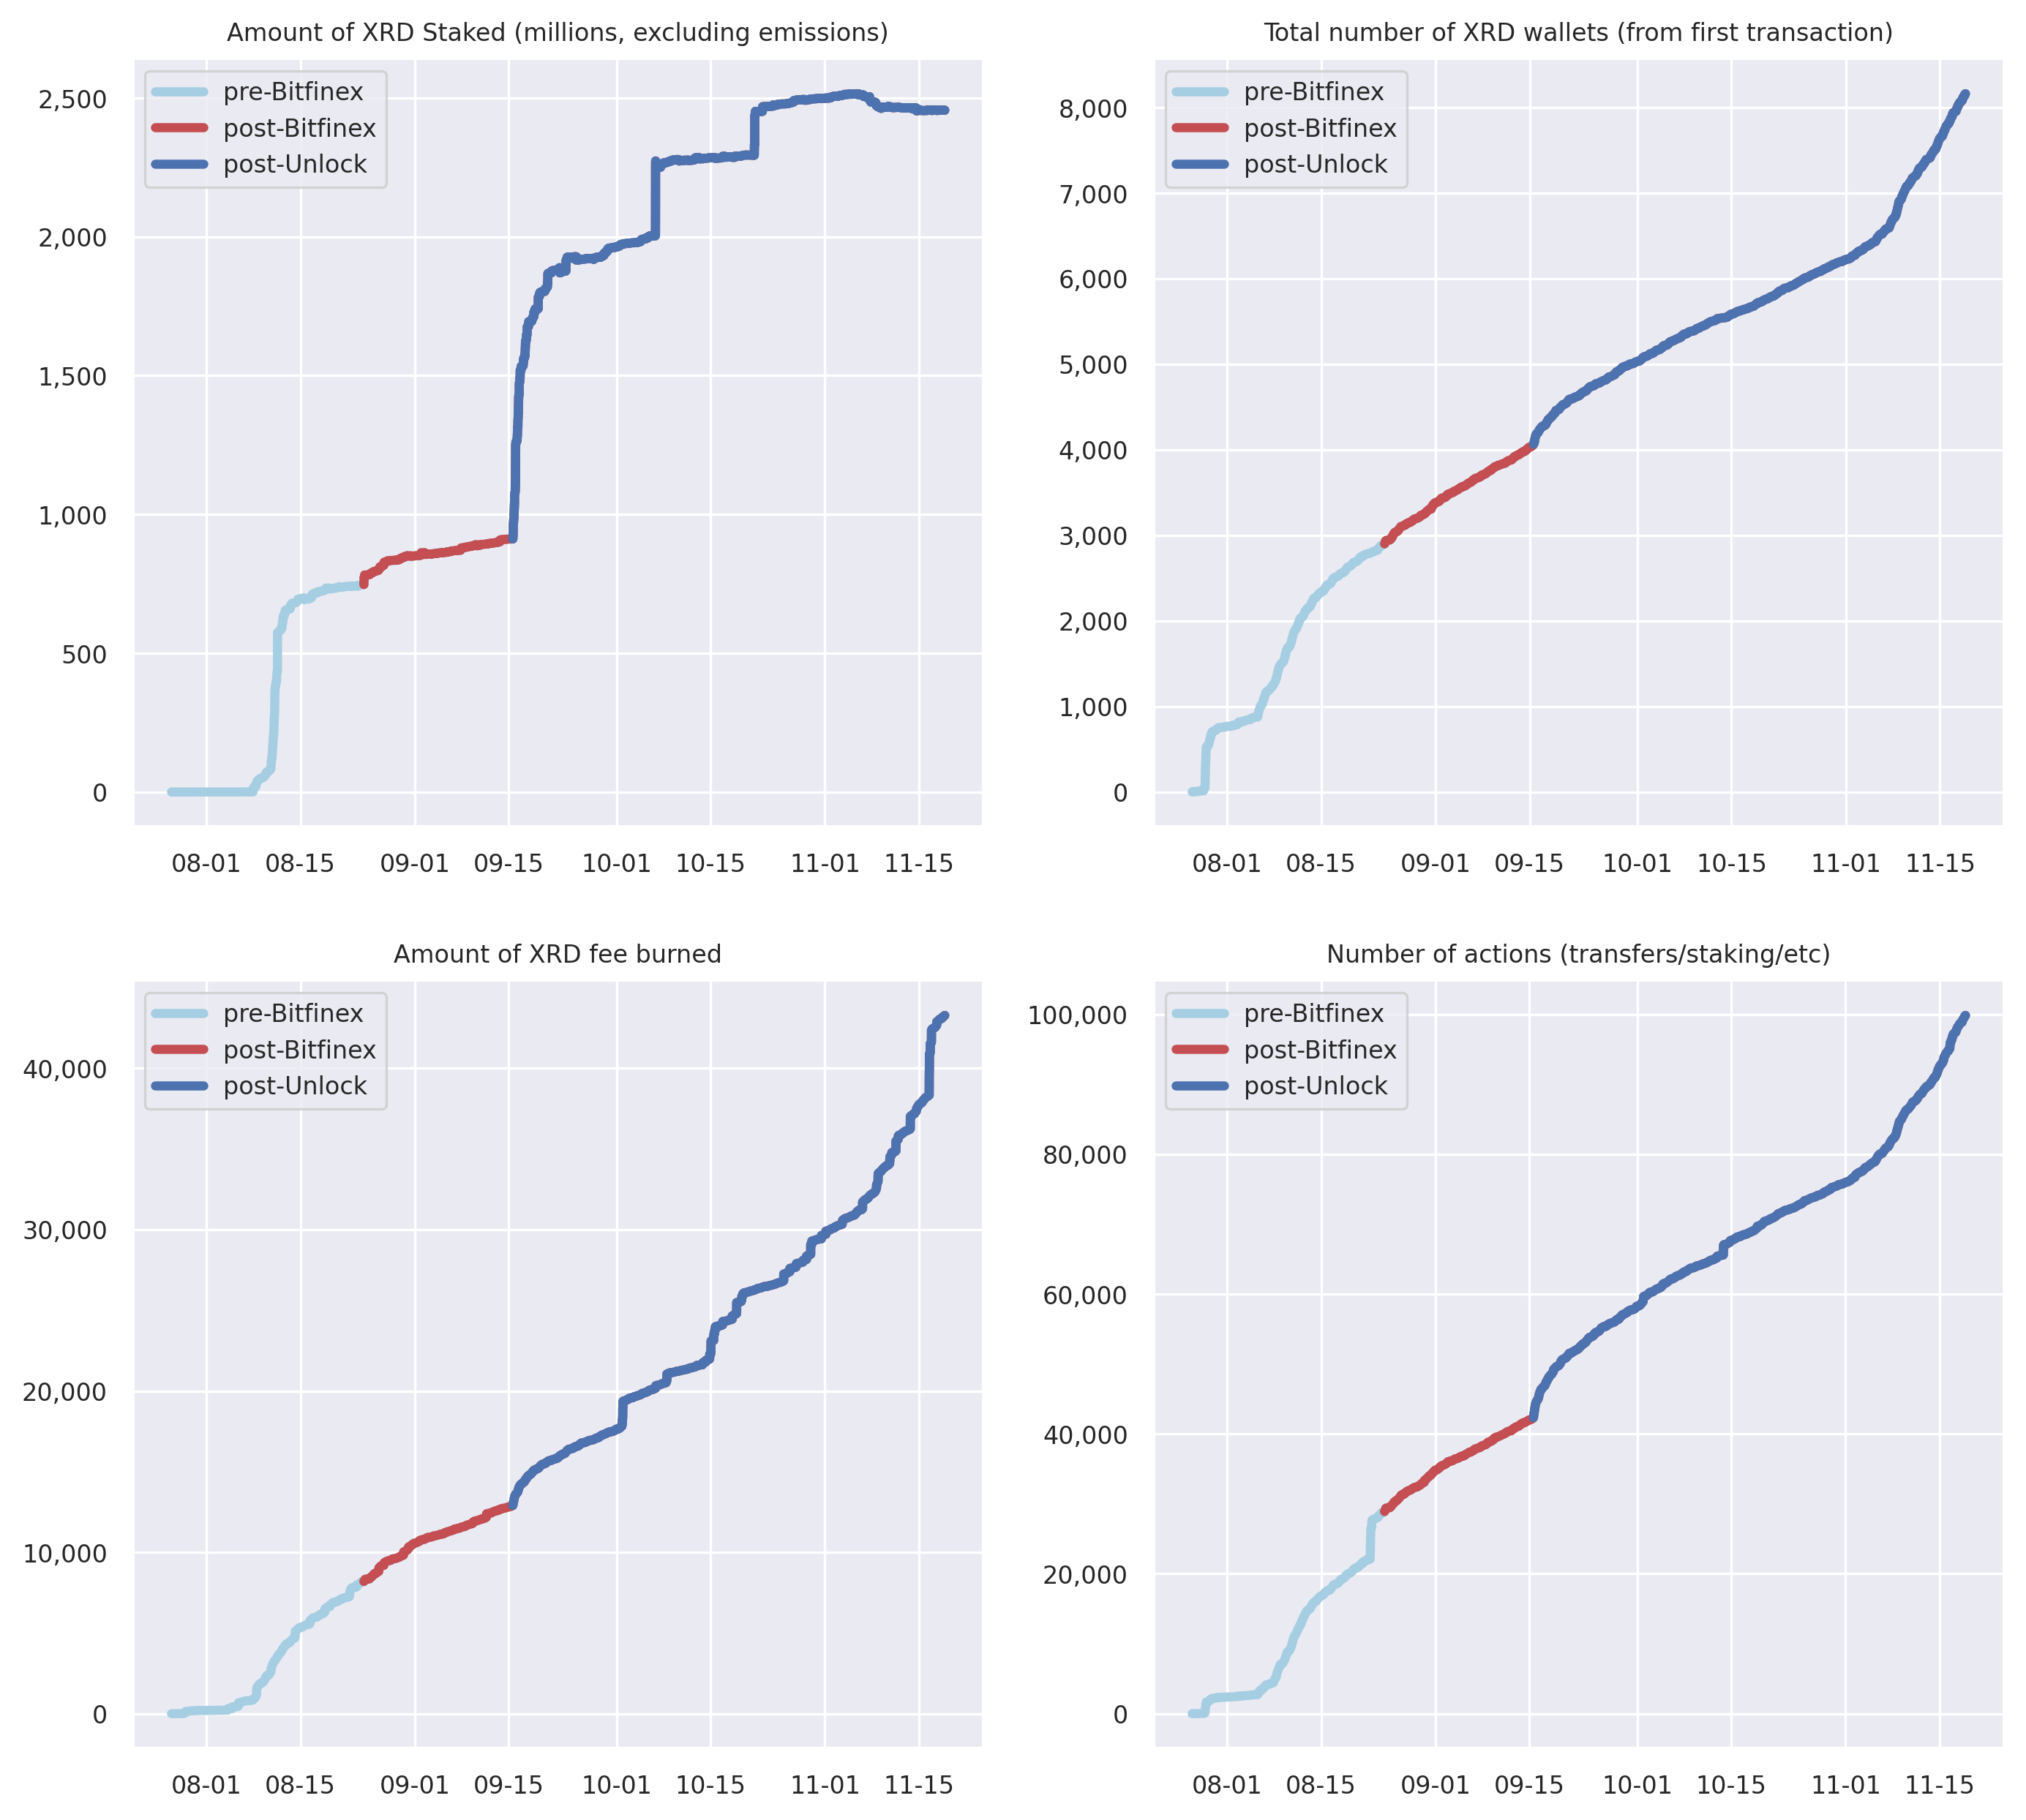 Amount of XRD Staked (millions, excluding emissions)
pre-Bitfinex
post-Bitfinex
post-Unlock
2,500
2,000
1,500
1,000
500
0
08-01 08-15 09-01 09-15 10-01 10-15 11-01 11-15
Total number of XRD wallets (from first transaction)
pre-Bitfinex
post-Bitfinex
post-Unlock
8,000
7,000
6,000
5,000
4,000
3,000
2,000
1,000
0
08-01 08-15 09-01 09-15 10-01 10-15 11-01 11-15
Amount of XRD fee burned
pre-Bitfinex
post-Bitfinex
post-Unlock
40,000
30,000
20,000
10,000
0
08-01 08-15 09-01 09-15 10-01 10-15 11-01 11-15
Number of actions (transfers/staking/etc)
pre-Bitfinex
post-Bitfinex
post-Unlock
100,000
80,000
60,000
40,000
20,000
0
08-01 08-15 09-01 09-15 10-01 10-15 11-01 11-15